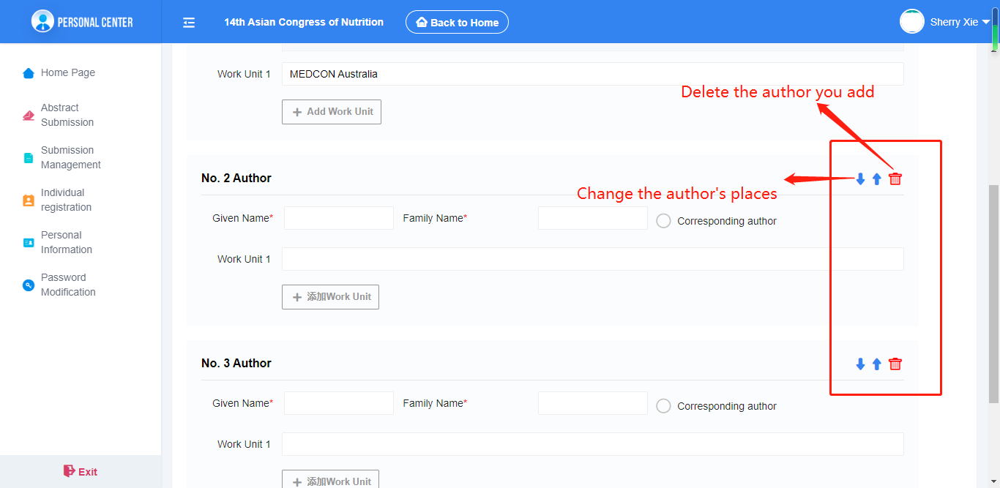 PERSONAL CENTER
14th Asian Congress of Nutrition
Back to Home
Sherry Xie
Home Page
Abstract
Submission
Submission
Management
Individual
registration
Personal
Information
Password
Modification
Exit
Work Unit 1
MEDCON Australia
+ Add Work Unit
Delete the author you add
No. 2 Author
Change the author's places
Given Name*
Family Name*
Corresponding author
Work Unit 1
+ 添加Work Unit
No. 3 Author
Given Name*
Family Name*
Corresponding author
Work Unit 1
+ 添加Work Unit